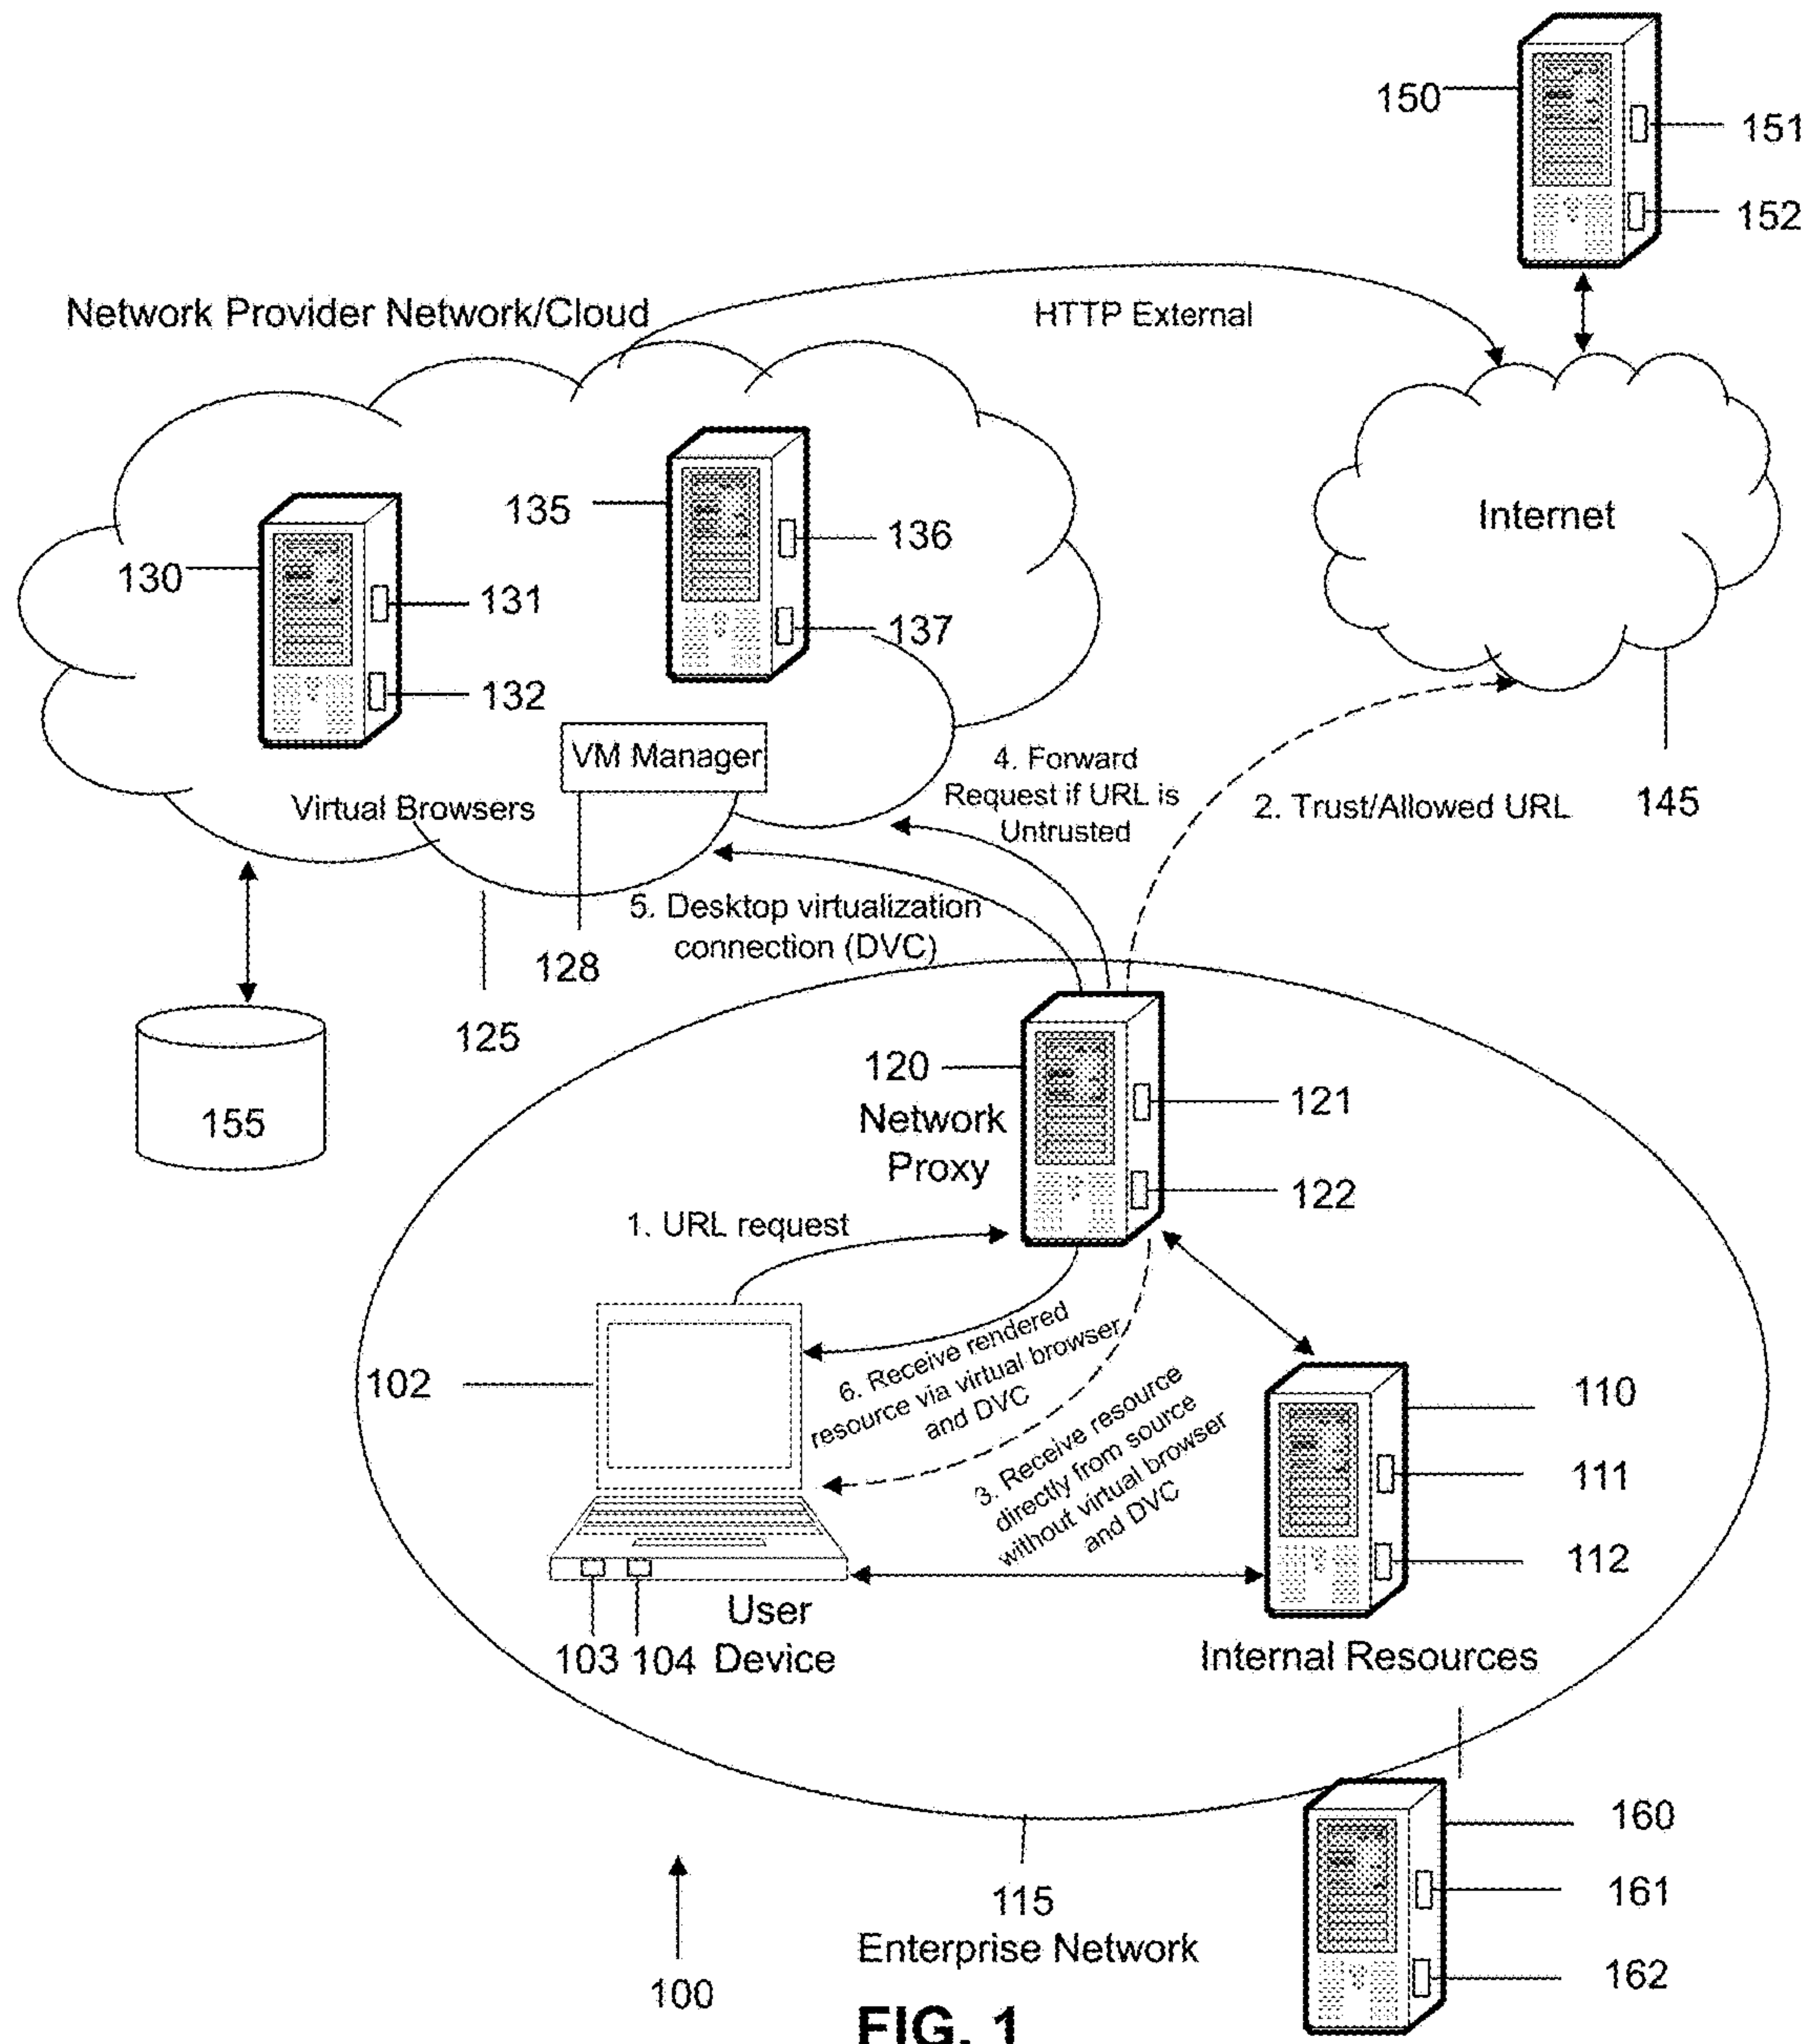 150
151
152
Network Provider Network/Cloud
HTTP External
135
136
137
130
131
132
Internet
VM Manager
Virtual Browsers
4. Forward
Request if URL is
Untrusted
2. Trust/Allowed URL
145
5. Desktop virtualization
connection (DVC)
128
125
155
120
Network
Proxy
121
122
1. URL request
102
6. Receive rendered
resource via virtual browser
and DVC
3. Receive resource
directly from source
without virtual browser
and DVC
110
111
112
User
Device
103
104
Internal Resources
160
161
162
115
Enterprise Network
100
FIG. 1